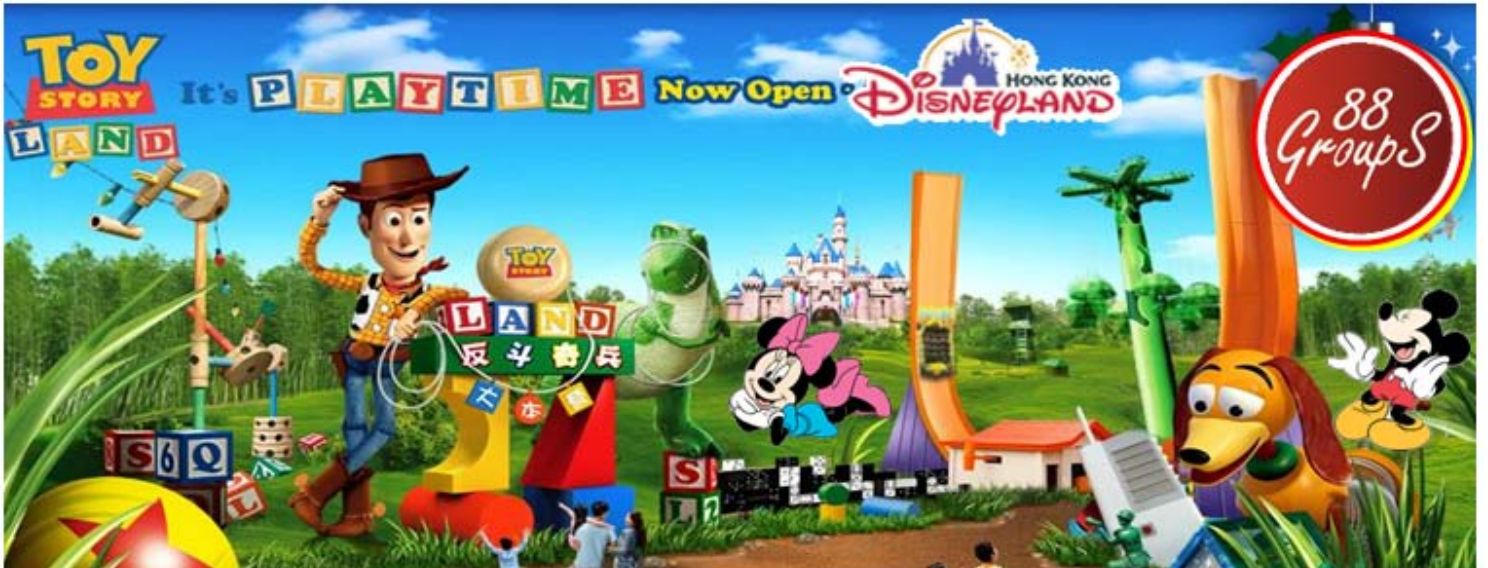 TOY
STORY
LAND
It's PLAYTIME Now Open
HONG KONG
DISNEYLAND
88
GroupS
TOY
STORY
LAND
反斗奇兵
大本營
S6Q
L
S
L